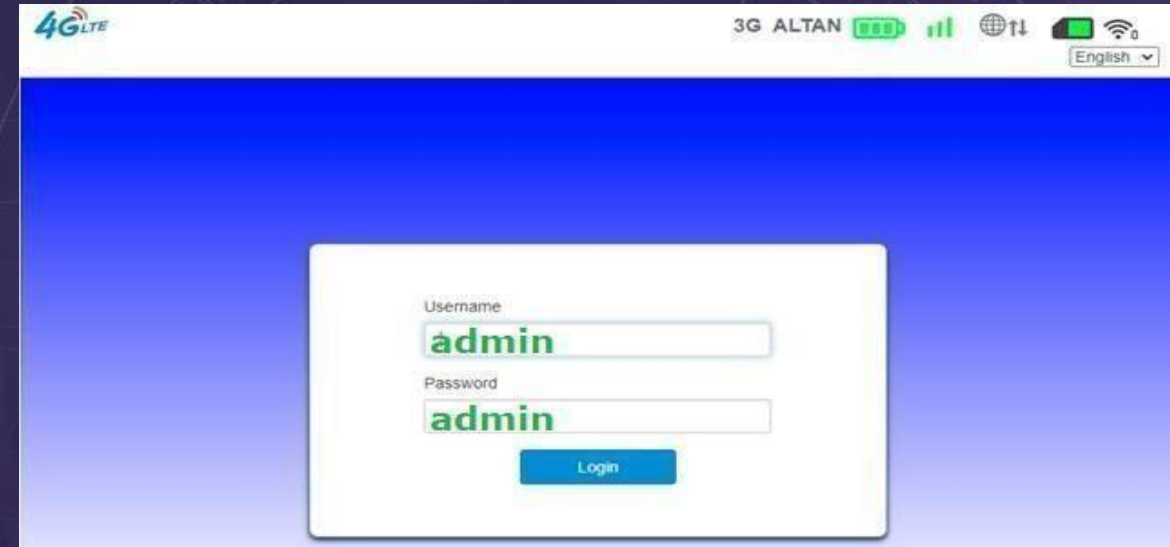 4G LTE
3G ALTAN
English
Username
admin
Password
admin
Login